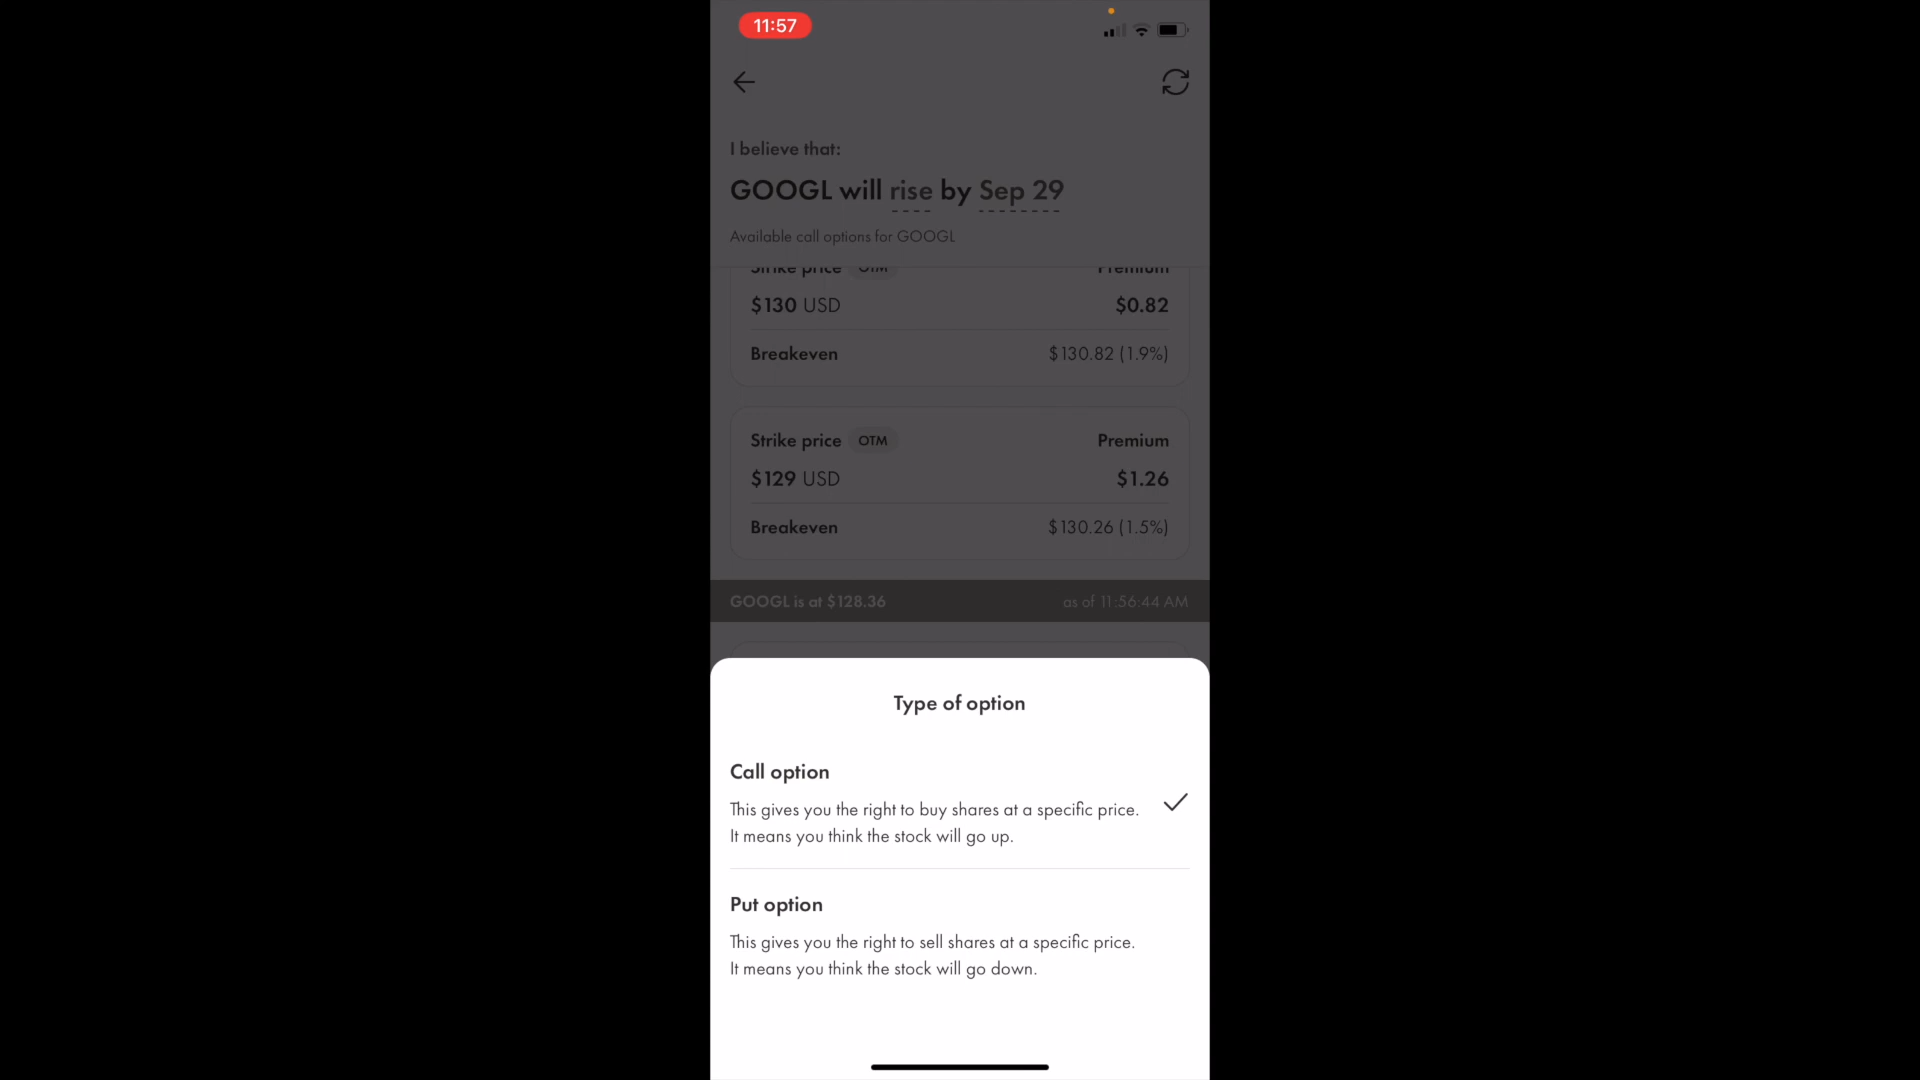 11:57
I believe that:
GOOGL will rise by Sep 29
Available call options for GOOGL
Strike price OTM Premium
$130 USD $0.82
Breakeven $130.82 (1.9%)
Strike price OTM Premium
$129 USD $1.26
Breakeven $130.26 (1.5%)
GOOGL is at $128.36 as of 11:56:44 AM
Type of option
Call option
This gives you the right to buy shares at a specific price.
It means you think the stock will go up.
Put option
This gives you the right to sell shares at a specific price.
It means you think the stock will go down.